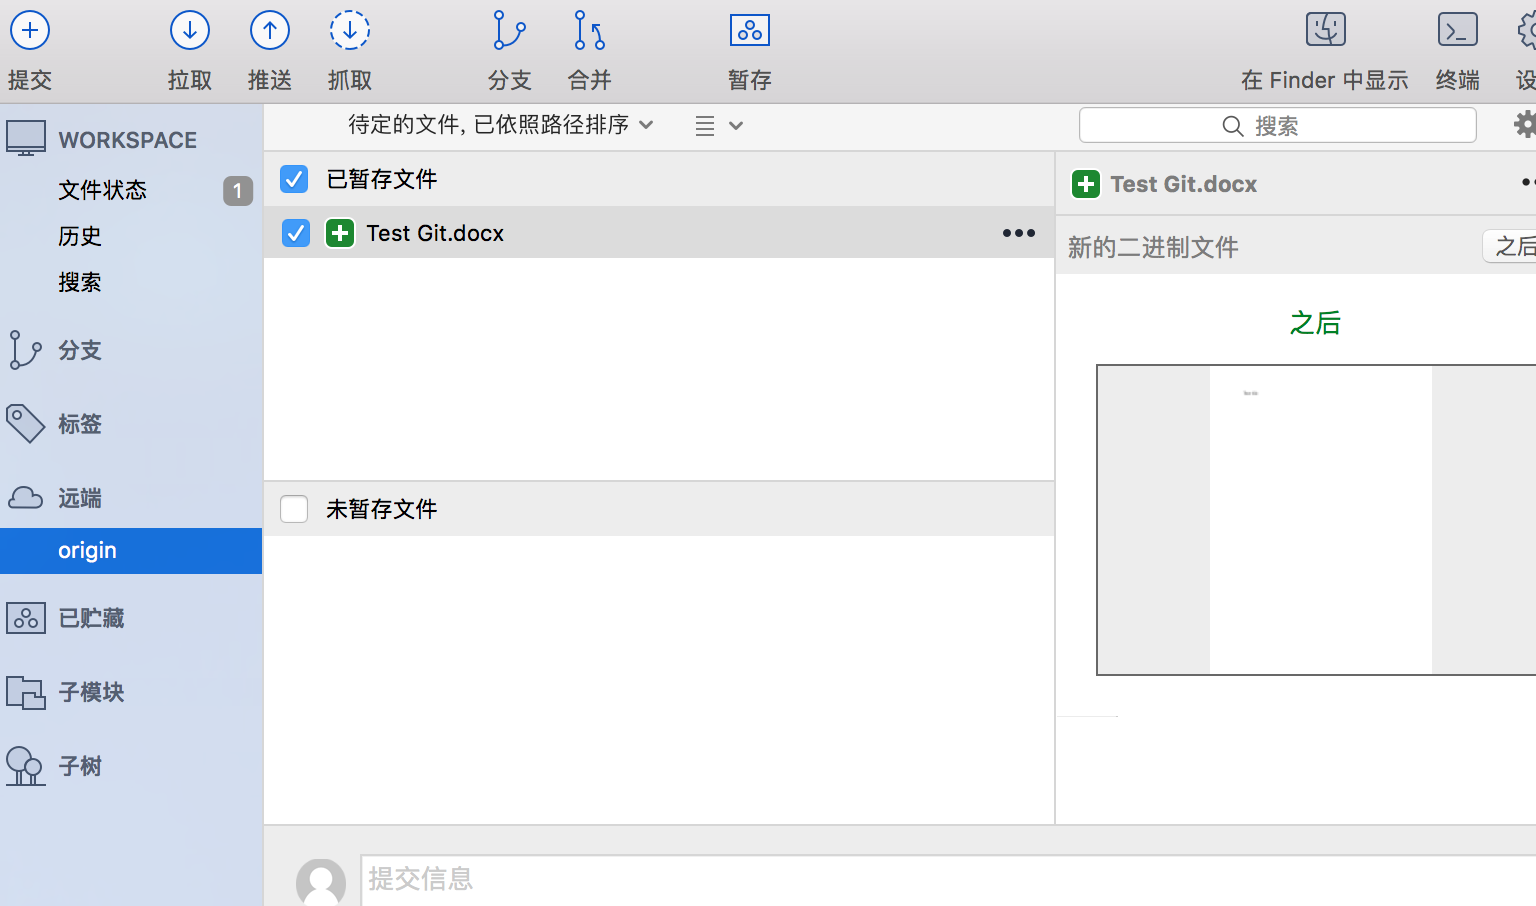 提交
拉取
推送
抓取
分支
合并
暂存
在 Finder 中显示
终端
WORKSPACE
文件状态
1
历史
搜索
分支
标签
远端
origin
已贮藏
子模块
子树
待定的文件, 已依照路径排序
搜索
已暂存文件
Test Git.docx
未暂存文件
Test Git.docx
新的二进制文件
之后
之后
提交信息